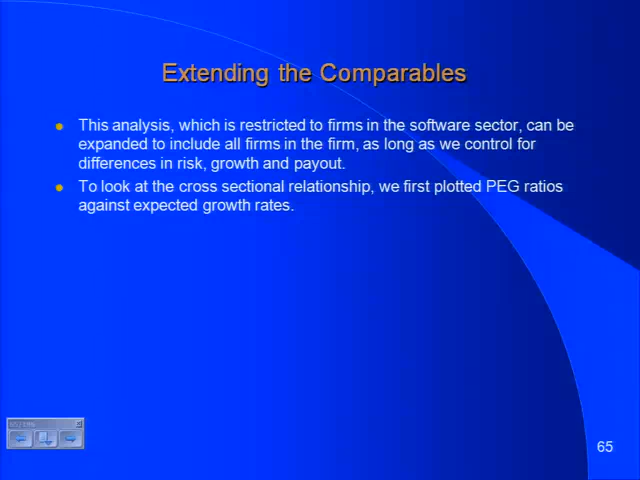 Extending the Comparables
This analysis, which is restricted to firms in the software sector, can be
expanded to include all firms in the firm, as long as we control for
differences in risk, growth and payout.
To look at the cross sectional relationship, we first plotted PEG ratios
against expected growth rates.
65